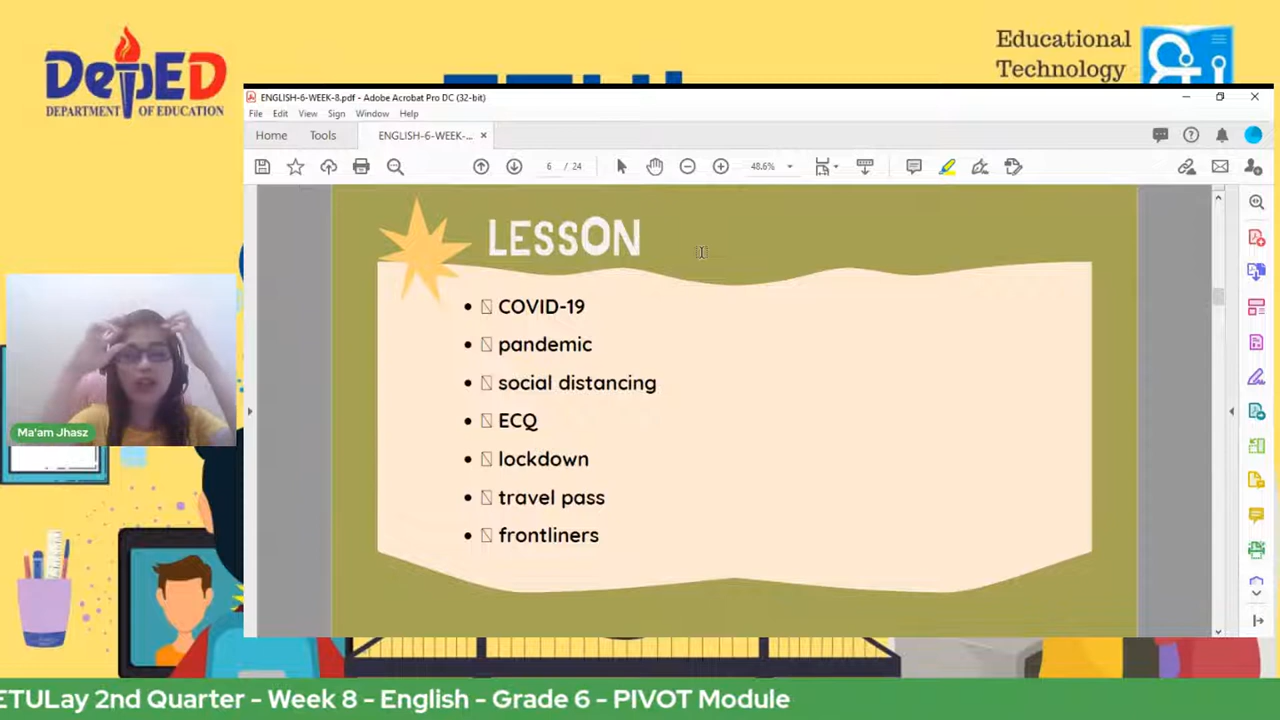 DepED
DEPARTMENT OF EDUCATION
Educational
Technology
ENGLISH-6-WEEK-8.pdf - Adobe Acrobat Pro DC (32-bit)
File Edit View Sign Window Help
Home Tools ENGLISH-6-WEEK-... ×
6 / 24 48.6%
LESSON
• COVID-19
• pandemic
• social distancing
• ECQ
• lockdown
• travel pass
• frontliners
Ma'am Jhasz
ETULay 2nd Quarter - Week 8 - English - Grade 6 - PIVOT Module